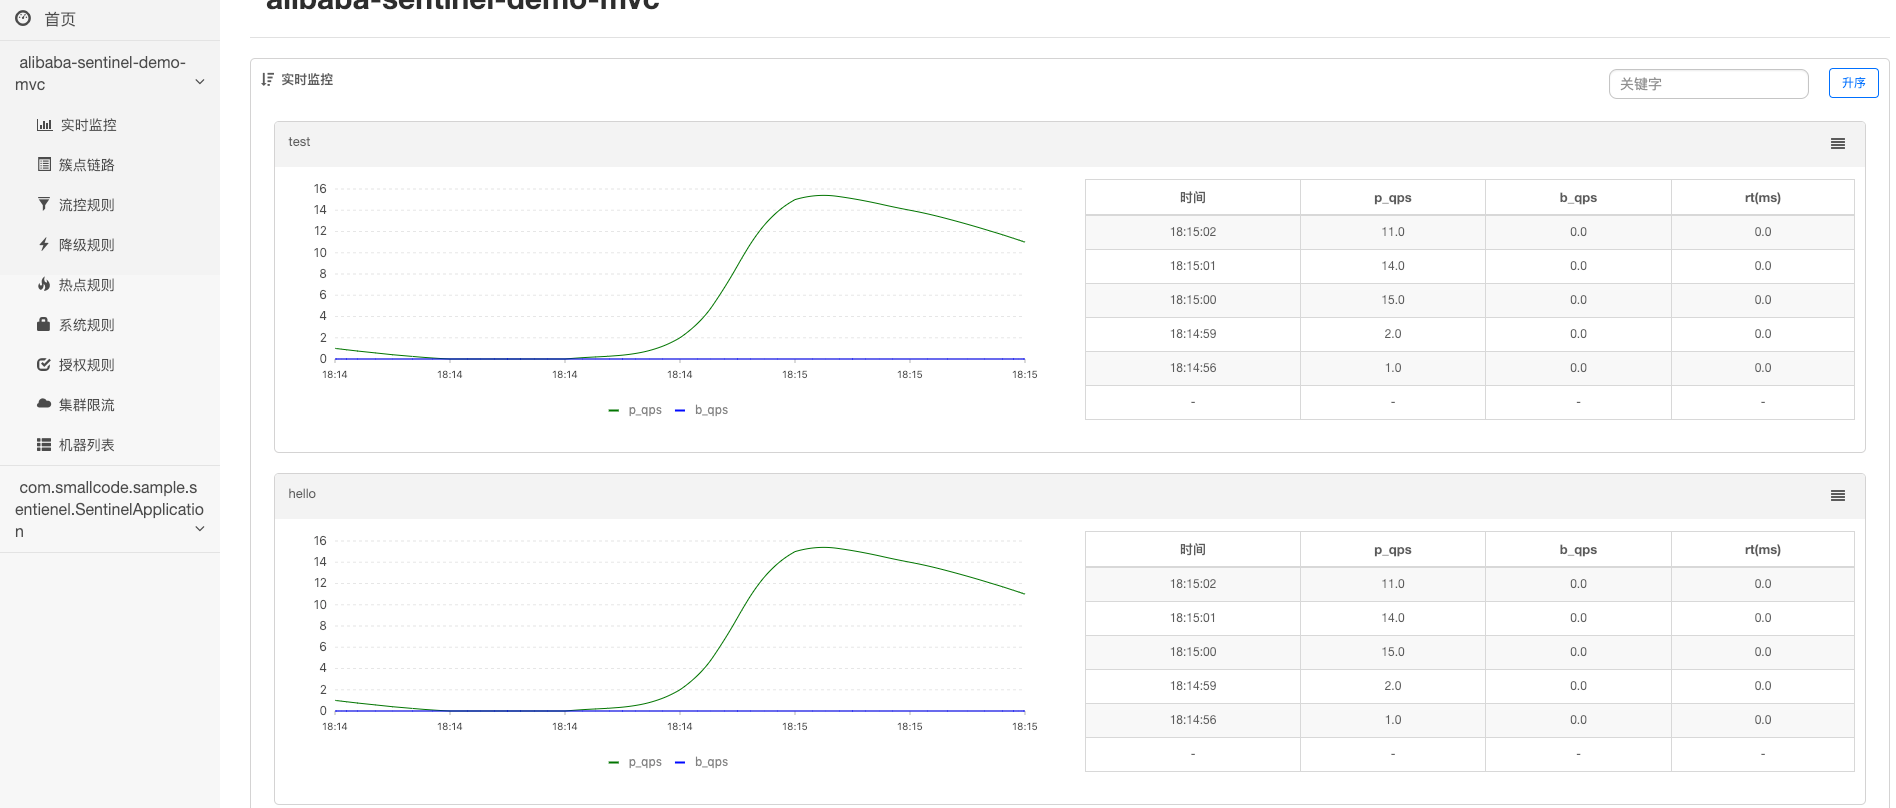 首页
alibaba-sentinel-demo-
mvc
实时监控
簇点链路
流控规则
降级规则
热点规则
系统规则
授权规则
集群限流
机器列表
com.smallcode.sample.s
entienel.SentinelApplicatio
n
alibaba-sentinel-demo-mvc
实时监控
关键字
升序
test
16
14
12
10
8
6
4
2
0
18:14 18:14 18:14 18:14 18:15 18:15 18:15
p_qps b_qps
时间 p_qps b_qps rt(ms)
18:15:02 11.0 0.0 0.0
18:15:01 14.0 0.0 0.0
18:15:00 15.0 0.0 0.0
18:14:59 2.0 0.0 0.0
18:14:56 1.0 0.0 0.0
- - - -
hello
16
14
12
10
8
6
4
2
0
18:14 18:14 18:14 18:14 18:15 18:15 18:15
p_qps b_qps
时间 p_qps b_qps rt(ms)
18:15:02 11.0 0.0 0.0
18:15:01 14.0 0.0 0.0
18:15:00 15.0 0.0 0.0
18:14:59 2.0 0.0 0.0
18:14:56 1.0 0.0 0.0
- - - -